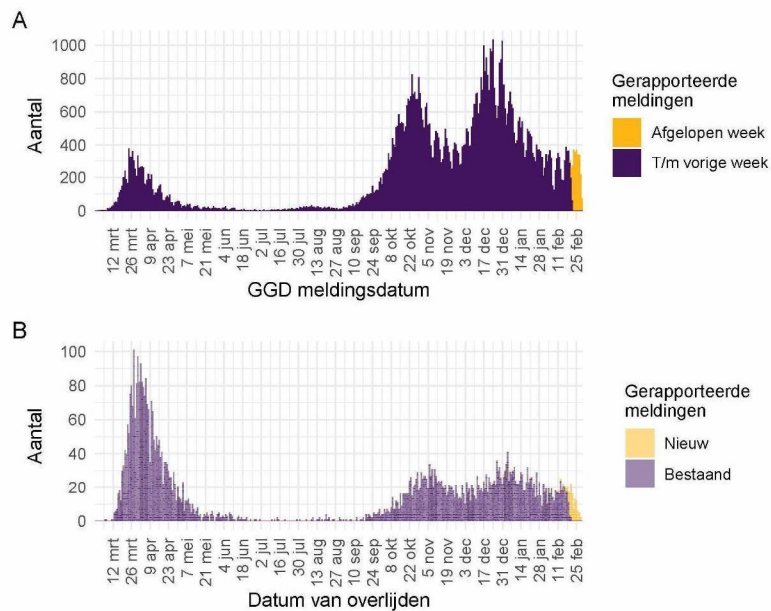 A
1000
800
600
400
200
0
Aantal
12 mrt
26 mrt
9 apr
23 apr
7 mei
21 mei
4 jun
18 jun
2 jul
16 jul
30 jul
13 aug
27 aug
10 sep
24 sep
8 okt
22 okt
5 nov
19 nov
3 dec
17 dec
31 dec
14 jan
28 jan
11 feb
25 feb
GGD meldingsdatum
Gerapporteerde
meldingen
Afgelopen week
T/m vorige week
B
100
80
60
40
20
0
Aantal
12 mrt
26 mrt
9 apr
23 apr
7 mei
21 mei
4 jun
18 jun
2 jul
16 jul
30 jul
13 aug
27 aug
10 sep
24 sep
8 okt
22 okt
5 nov
19 nov
3 dec
17 dec
31 dec
14 jan
28 jan
11 feb
25 feb
Datum van overlijden
Gerapporteerde
meldingen
Nieuw
Bestaand